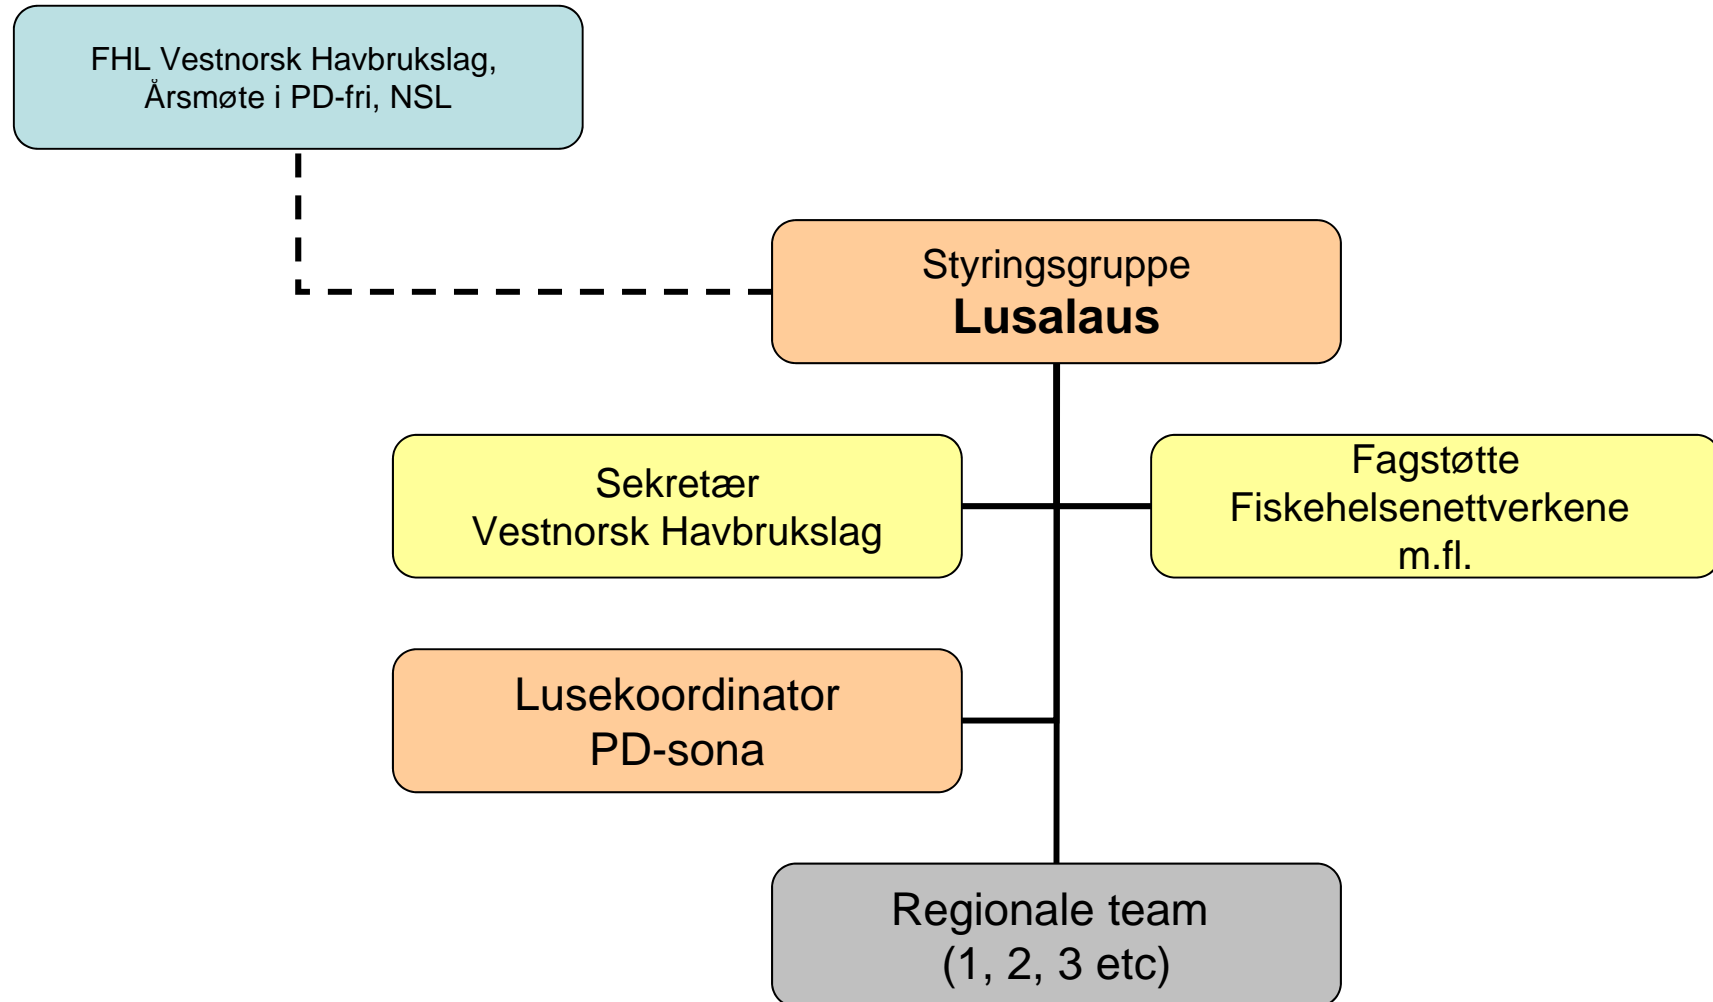 FHL Vestnorsk Havbrukslag,
Årsmøte i PD-fri, NSL
Styringsgruppe
Lusalaus
Sekretær
Vestnorsk Havbrukslag
Fagstøtte
Fiskehelsenettverkene
m.fl.
Lusekoordinator
PD-sona
Regionale team
(1, 2, 3 etc)